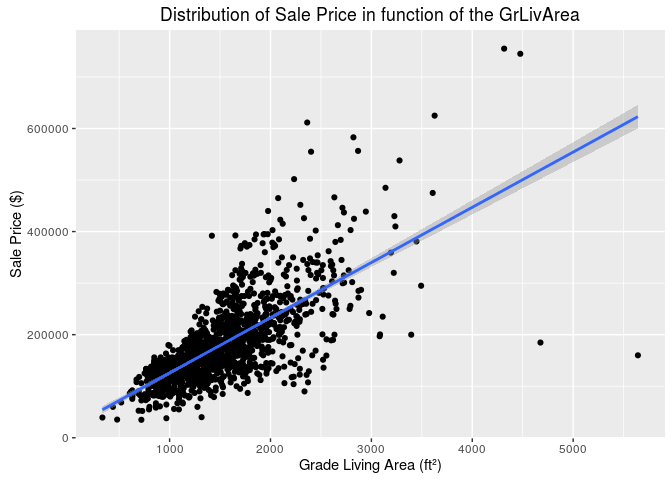 Distribution of Sale Price in function of the GrLivArea
Sale Price ($)
600000
400000
200000
0
1000 2000 3000 4000 5000
Grade Living Area (ft²)